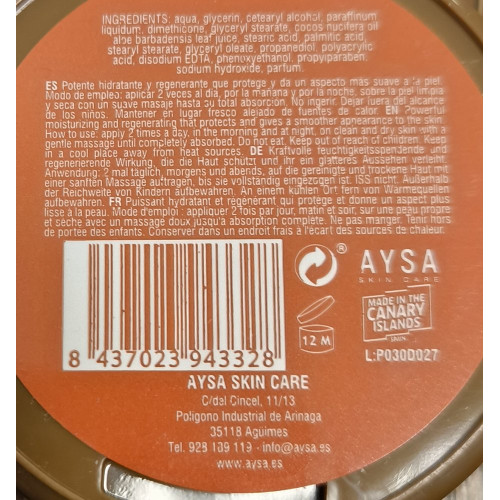 INGREDIENTS: aqua, glycerin, cetearyl alcohol, paraffinum
liquidum, dimethicone, glyceryl stearate, cocos nucifera oil
aloe barbadensis leaf juice, stearic acid, palmitic acid,
stearyl stearate, glyceryl oleate, propanediol, polyacrylic
acid, disodium EDTA, phenoxyethanol, propylparaben,
sodium hydroxide, parfum.
ES Potente hidratante y regenerante que protege y da un aspecto más suave a la piel.
Modo de empleo: aplicar 2 veces al día, por la mañana y por la noche, sobre la piel limpia
y seca con un suave masaje hasta su total absorción. No ingerir. Dejar fuera del alcance
de los niños. Mantener en lugar fresco alejado de fuentes de calor. EN Powerful
moisturizing and regenerating that protects and gives a smoother appearance to the skin.
How to use: apply 2 times a day, in the morning and at night, on clean and dry skin with a
gentle massage until completely absorbed. Do not eat. Keep out of reach of children. Keep
in a cool place away from heat sources. DE Kraftvolle feuchtigkeitsspendende und
regenerierende Wirkung, die die Haut schützt und ihr ein glatteres Aussehen verleiht.
Anwendung: 2 mal täglich, morgens und abends, auf die gereinigte und trockene Haut mit
einer sanften Massage auftragen, bis sie vollständig eingezogen ist. ISS nicht. Außerhalb
der Reichweite von Kindern aufbewahren. An einem kühlen Ort fern von Wärmequellen
aufbewahren. FR Puissant hydratant et régénérant qui protège et donne un aspect plus
lisse à la peau. Mode d'emploi: appliquer 2 fois par jour, matin et soir, sur une peau propre
et sèche avec un massage doux jusqu'à absorption complète. Ne pas manger. Tenir hors
de portée des enfants. Conserver dans un endroit frais à l'écart des sources de chaleur.
®
AYSA
SKIN CARE
12 M
MADE IN THE
CANARY
ISLANDS
SPAIN
8 437023 943328
L:P030D027
AYSA SKIN CARE
C/dal Cincel, 11/13
Polígono Industrial de Arinaga
35118 Agüimes
Tel. 928 189 119 - info@aysa.es
www.aysa.es